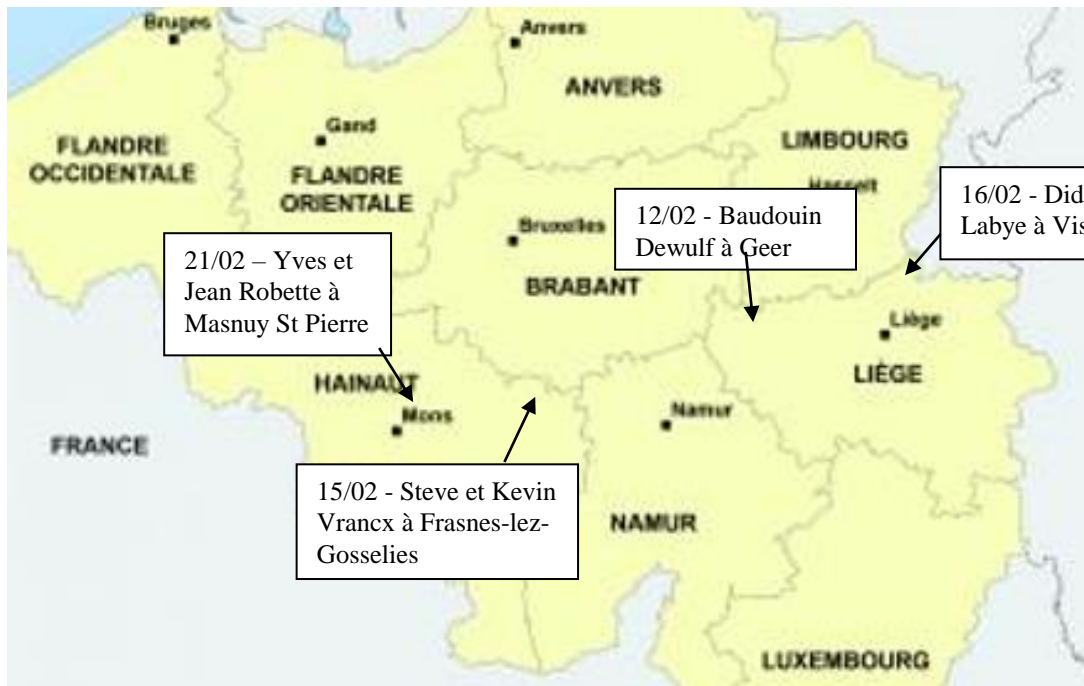 Bruges
Anvers
ANVERS
FLANDRE
OCCIDENTALE
Gand
FLANDRE
ORIENTALE
LIMBOURG
Hasselt
16/02 - Did
Labye à Vis
12/02 - Baudouin
Dewulf à Geer
Bruxelles
BRABANT
21/02 – Yves et
Jean Robette à
Masnuy St Pierre
Liège
LIÈGE
HAINAUT
Mons
Namur
FRANCE
15/02 - Steve et Kevin
Vrancx à Frasnes-lez-
Gosselies
NAMUR
LUXEMBOURG